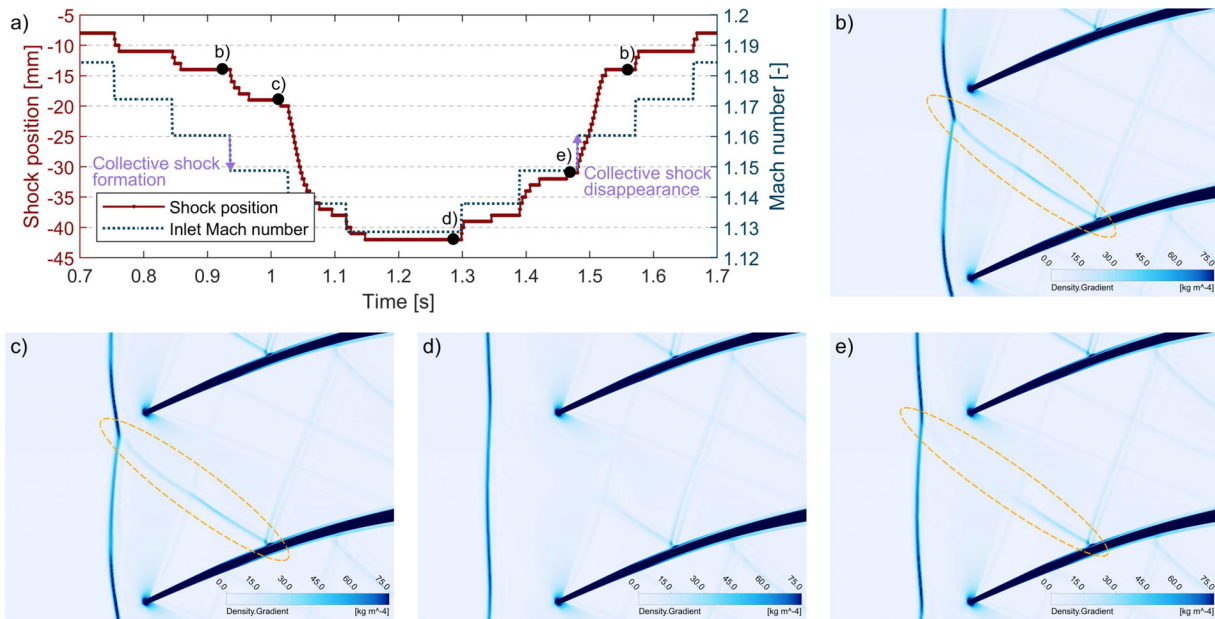 a)
-5
-10
-15
-20
-25
-30
-35
-40
-45
Shock position [mm]
b)
c)
d)
e)
b)
Collective shock
formation
Collective shock
disappearance
Shock position
Inlet Mach number
0.7 0.8 0.9 1 1.1 1.2 1.3 1.4 1.5 1.6 1.7
Time [s]
1.2
1.19
1.18
1.17
1.16
1.15
1.14
1.13
1.12
Mach number [-]
b)
0.0 15.0 30.0 45.0 60.0 75.0
Density.Gradient [kg m^-4]
c)
0.0 15.0 30.0 45.0 60.0 75.0
Density.Gradient [kg m^-4]
d)
0.0 15.0 30.0 45.0 60.0 75.0
Density.Gradient [kg m^-4]
e)
0.0 15.0 30.0 45.0 60.0 75.0
Density.Gradient [kg m^-4]